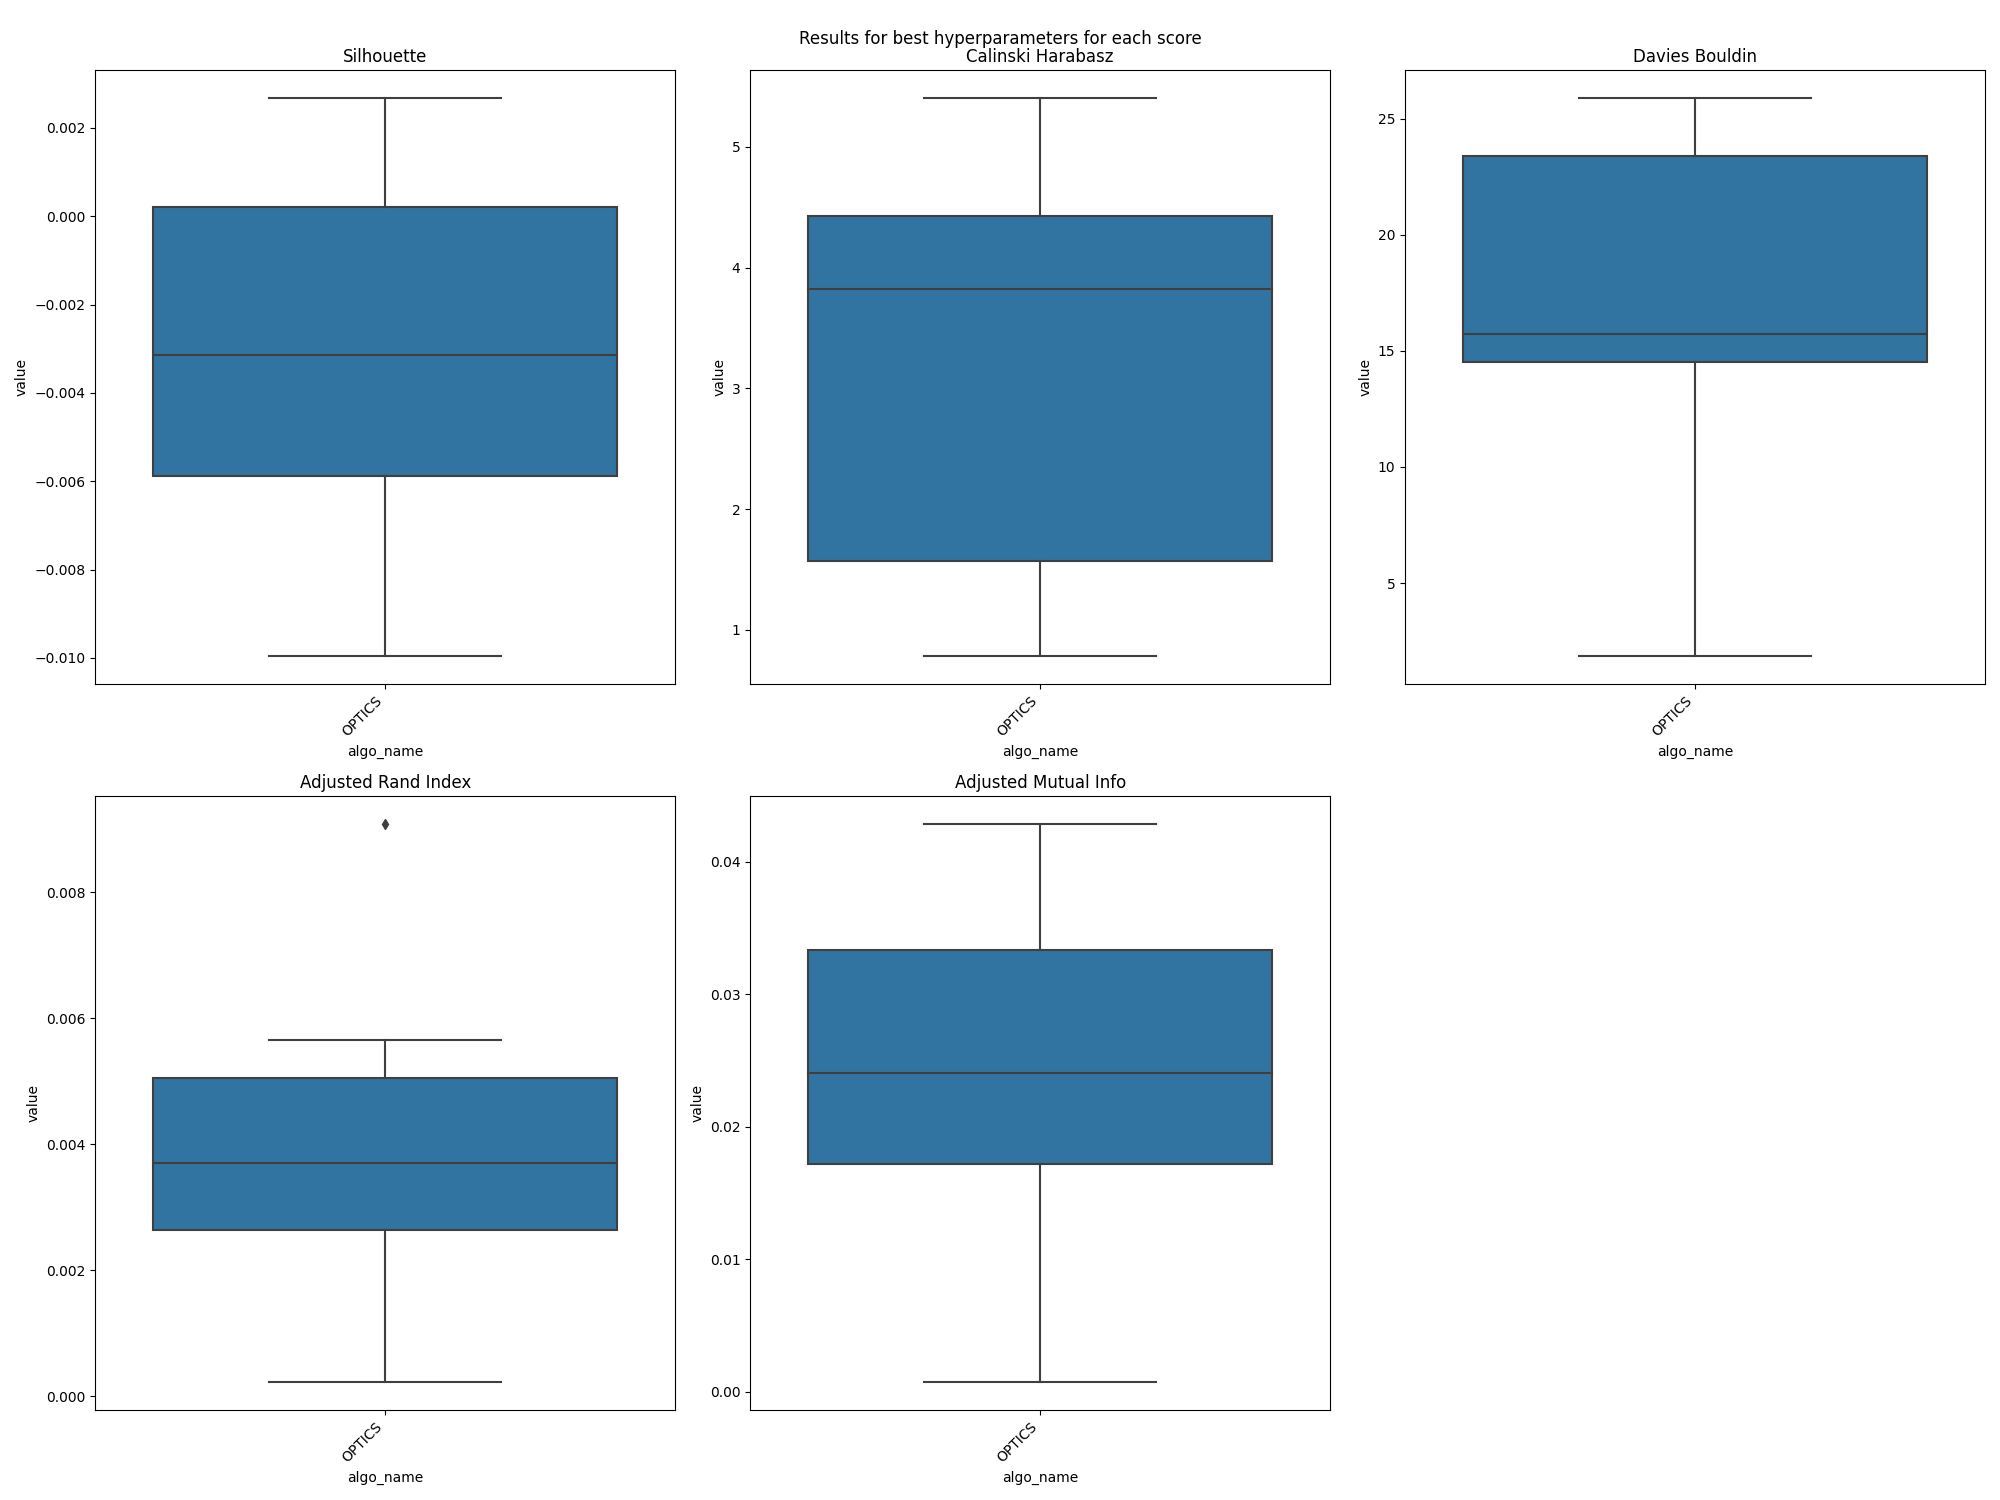 Results for best hyperparameters for each score
Silhouette
0.002
0.000
−0.002
−0.004
−0.006
−0.008
−0.010
value
OPTICS
algo_name
Calinski Harabasz
5
4
3
2
1
value
OPTICS
algo_name
Davies Bouldin
25
20
15
10
5
value
OPTICS
algo_name
Adjusted Rand Index
0.008
0.006
0.004
0.002
0.000
value
OPTICS
algo_name
Adjusted Mutual Info
0.04
0.03
0.02
0.01
0.00
value
OPTICS
algo_name